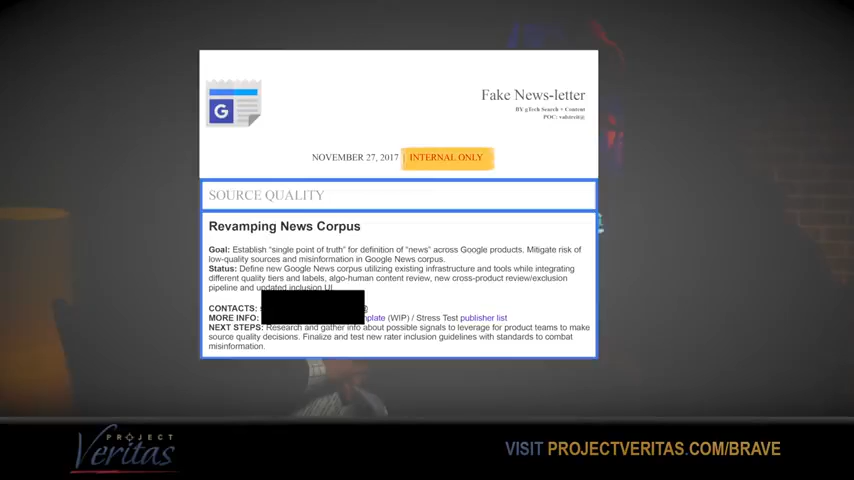 Fake News-letter
BY gTech Search + Content
POC: valstreit@
G
NOVEMBER 27, 2017 | INTERNAL ONLY
SOURCE QUALITY
Revamping News Corpus
Goal: Establish "single point of truth" for definition of "news" across Google products. Mitigate risk of
low-quality sources and misinformation in Google News corpus.
Status: Define new Google News corpus utilizing existing infrastructure and tools while integrating
different quality tiers and labels, algo-human content review, new cross-product review/exclusion
pipeline and updated inclusion UI.
CONTACTS:
MORE INFO: (WIP) / Stress Test publisher list
NEXT STEPS: Research and gather info about possible signals to leverage for product teams to make
source quality decisions. Finalize and test new rater inclusion guidelines with standards to combat
misinformation.
PROJECT
Veritas
VISIT PROJECTVERITAS.COM/BRAVE